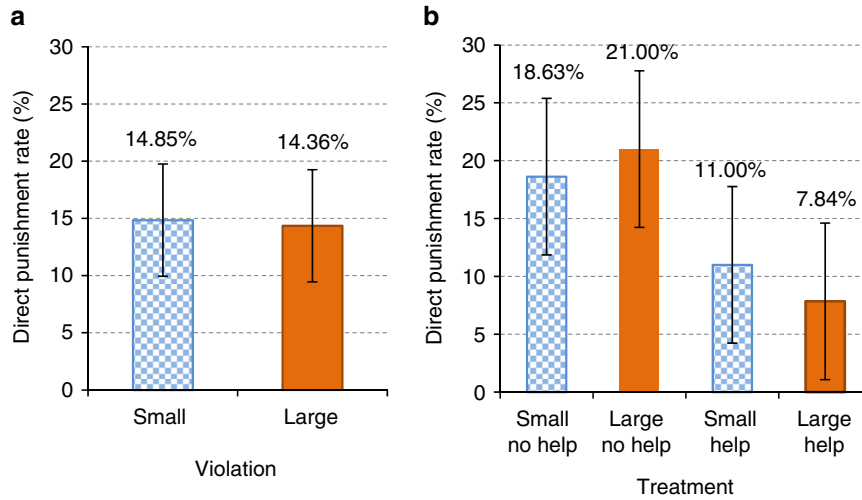 a
Direct punishment rate (%)
30
25
20
15
10
5
0
14.85%
14.36%
Small
Large
Violation
b
Direct punishment rate (%)
30
25
20
15
10
5
0
18.63%
21.00%
11.00%
7.84%
Small
no help
Large
no help
Small
help
Large
help
Treatment